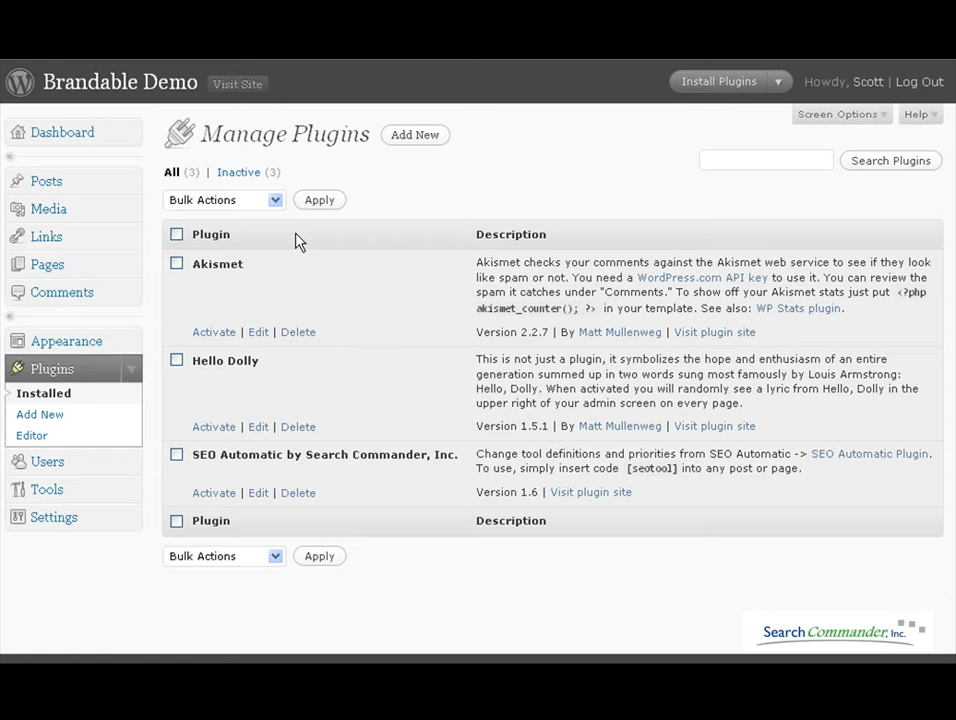 Brandable Demo Visit Site Install Plugins Howdy, Scott | Log Out
Screen Options Help
Dashboard
Posts
Media
Links
Pages
Comments
Appearance
Plugins
Installed
Add New
Editor
Users
Tools
Settings
Manage Plugins Add New
All (3) | Inactive (3)
Search Plugins
Bulk Actions Apply
Plugin Description
Akismet
Akismet checks your comments against the Akismet web service to see if they look
like spam or not. You need a WordPress.com API key to use it. You can review the
spam it catches under "Comments." To show off your Akismet stats just put <?php
akismet_counter(); ?> in your template. See also: WP Stats plugin.
Activate | Edit | Delete Version 2.2.7 | By Matt Mullenweg | Visit plugin site
Hello Dolly
This is not just a plugin, it symbolizes the hope and enthusiasm of an entire
generation summed up in two words sung most famously by Louis Armstrong:
Hello, Dolly. When activated you will randomly see a lyric from Hello, Dolly in the
upper right of your admin screen on every page.
Activate | Edit | Delete Version 1.5.1 | By Matt Mullenweg | Visit plugin site
SEO Automatic by Search Commander, Inc.
Change tool definitions and priorities from SEO Automatic -> SEO Automatic Plugin.
To use, simply insert code [seotool] into any post or page.
Activate | Edit | Delete Version 1.6 | Visit plugin site
Plugin Description
Bulk Actions Apply
Search Commander, Inc.